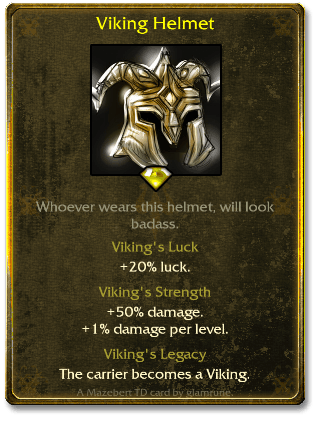 Viking Helmet
Whoever wears this helmet, will look
badass.
Viking's Luck
+20% luck.
Viking's Strength
+50% damage.
+1% damage per level.
Viking's Legacy
The carrier becomes a Viking.
A Mazebert TD card by glamrune.